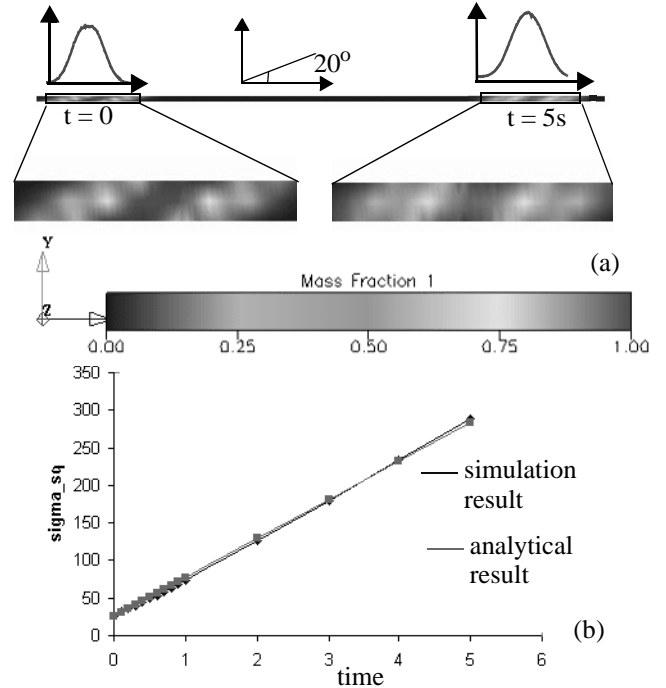 20o
t = 0
t = 5s
(a)
Y
Z
Mass Fraction 1
0.00 0.25 0.50 0.75 1.00
350
300
250
200
150
100
50
0
sigma_sq
simulation
result
analytical
result
(b)
0 1 2 3 4 5 6
time